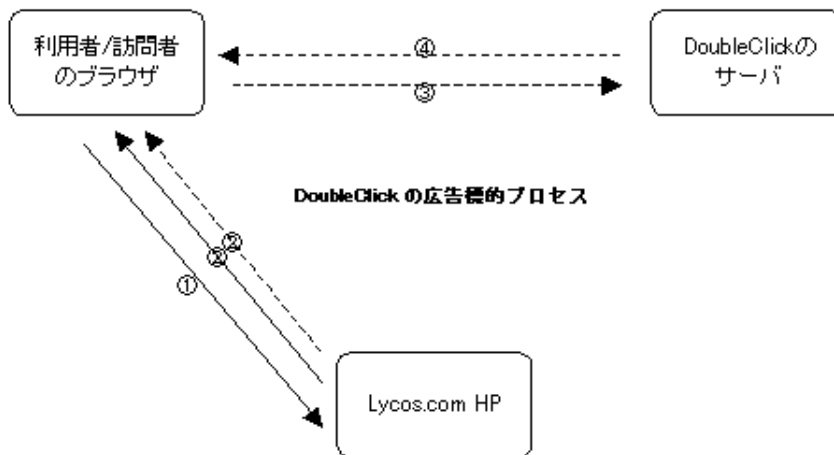 利用者/訪問者
のブラウザ
④
③
DoubleClickの
サーバ
DoubleClick の広告標的プロセス
②
②
①
Lycos.com HP